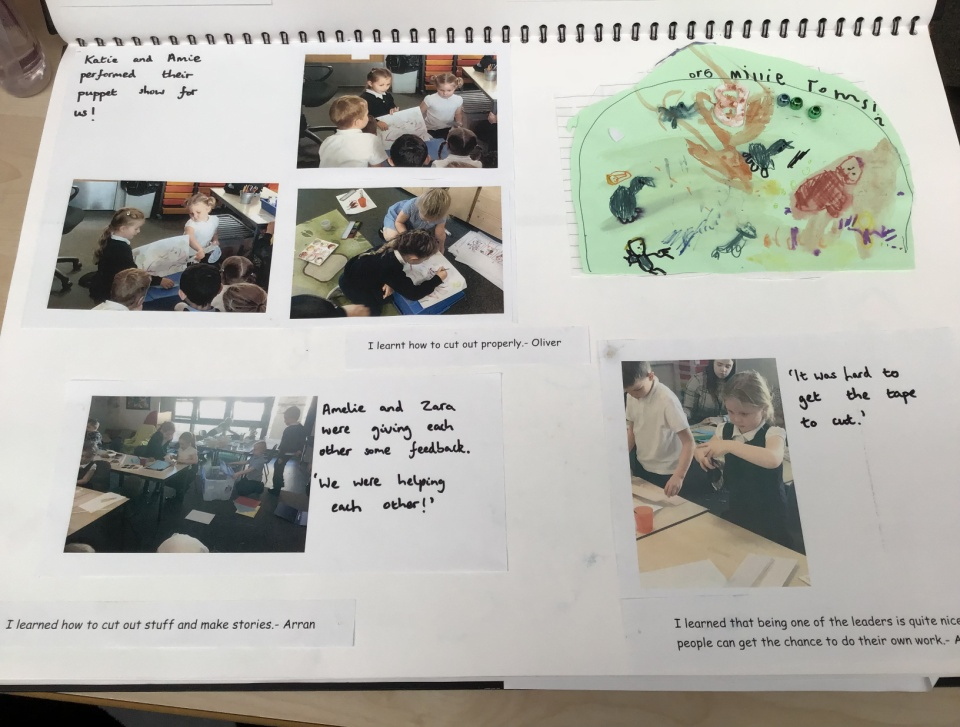 Katie and Amie
performed their
puppet show for
us!
millie Tomsin
I learnt how to cut out properly.- Oliver
Amelie and Zara
were giving each
other some feedback.
'We were helping
each other!'
'It was hard to
get the tape
to cut.'
I learned how to cut out stuff and make stories.- Arran
I learned that being one of the leaders is quite nice
people can get the chance to do their own work.- A